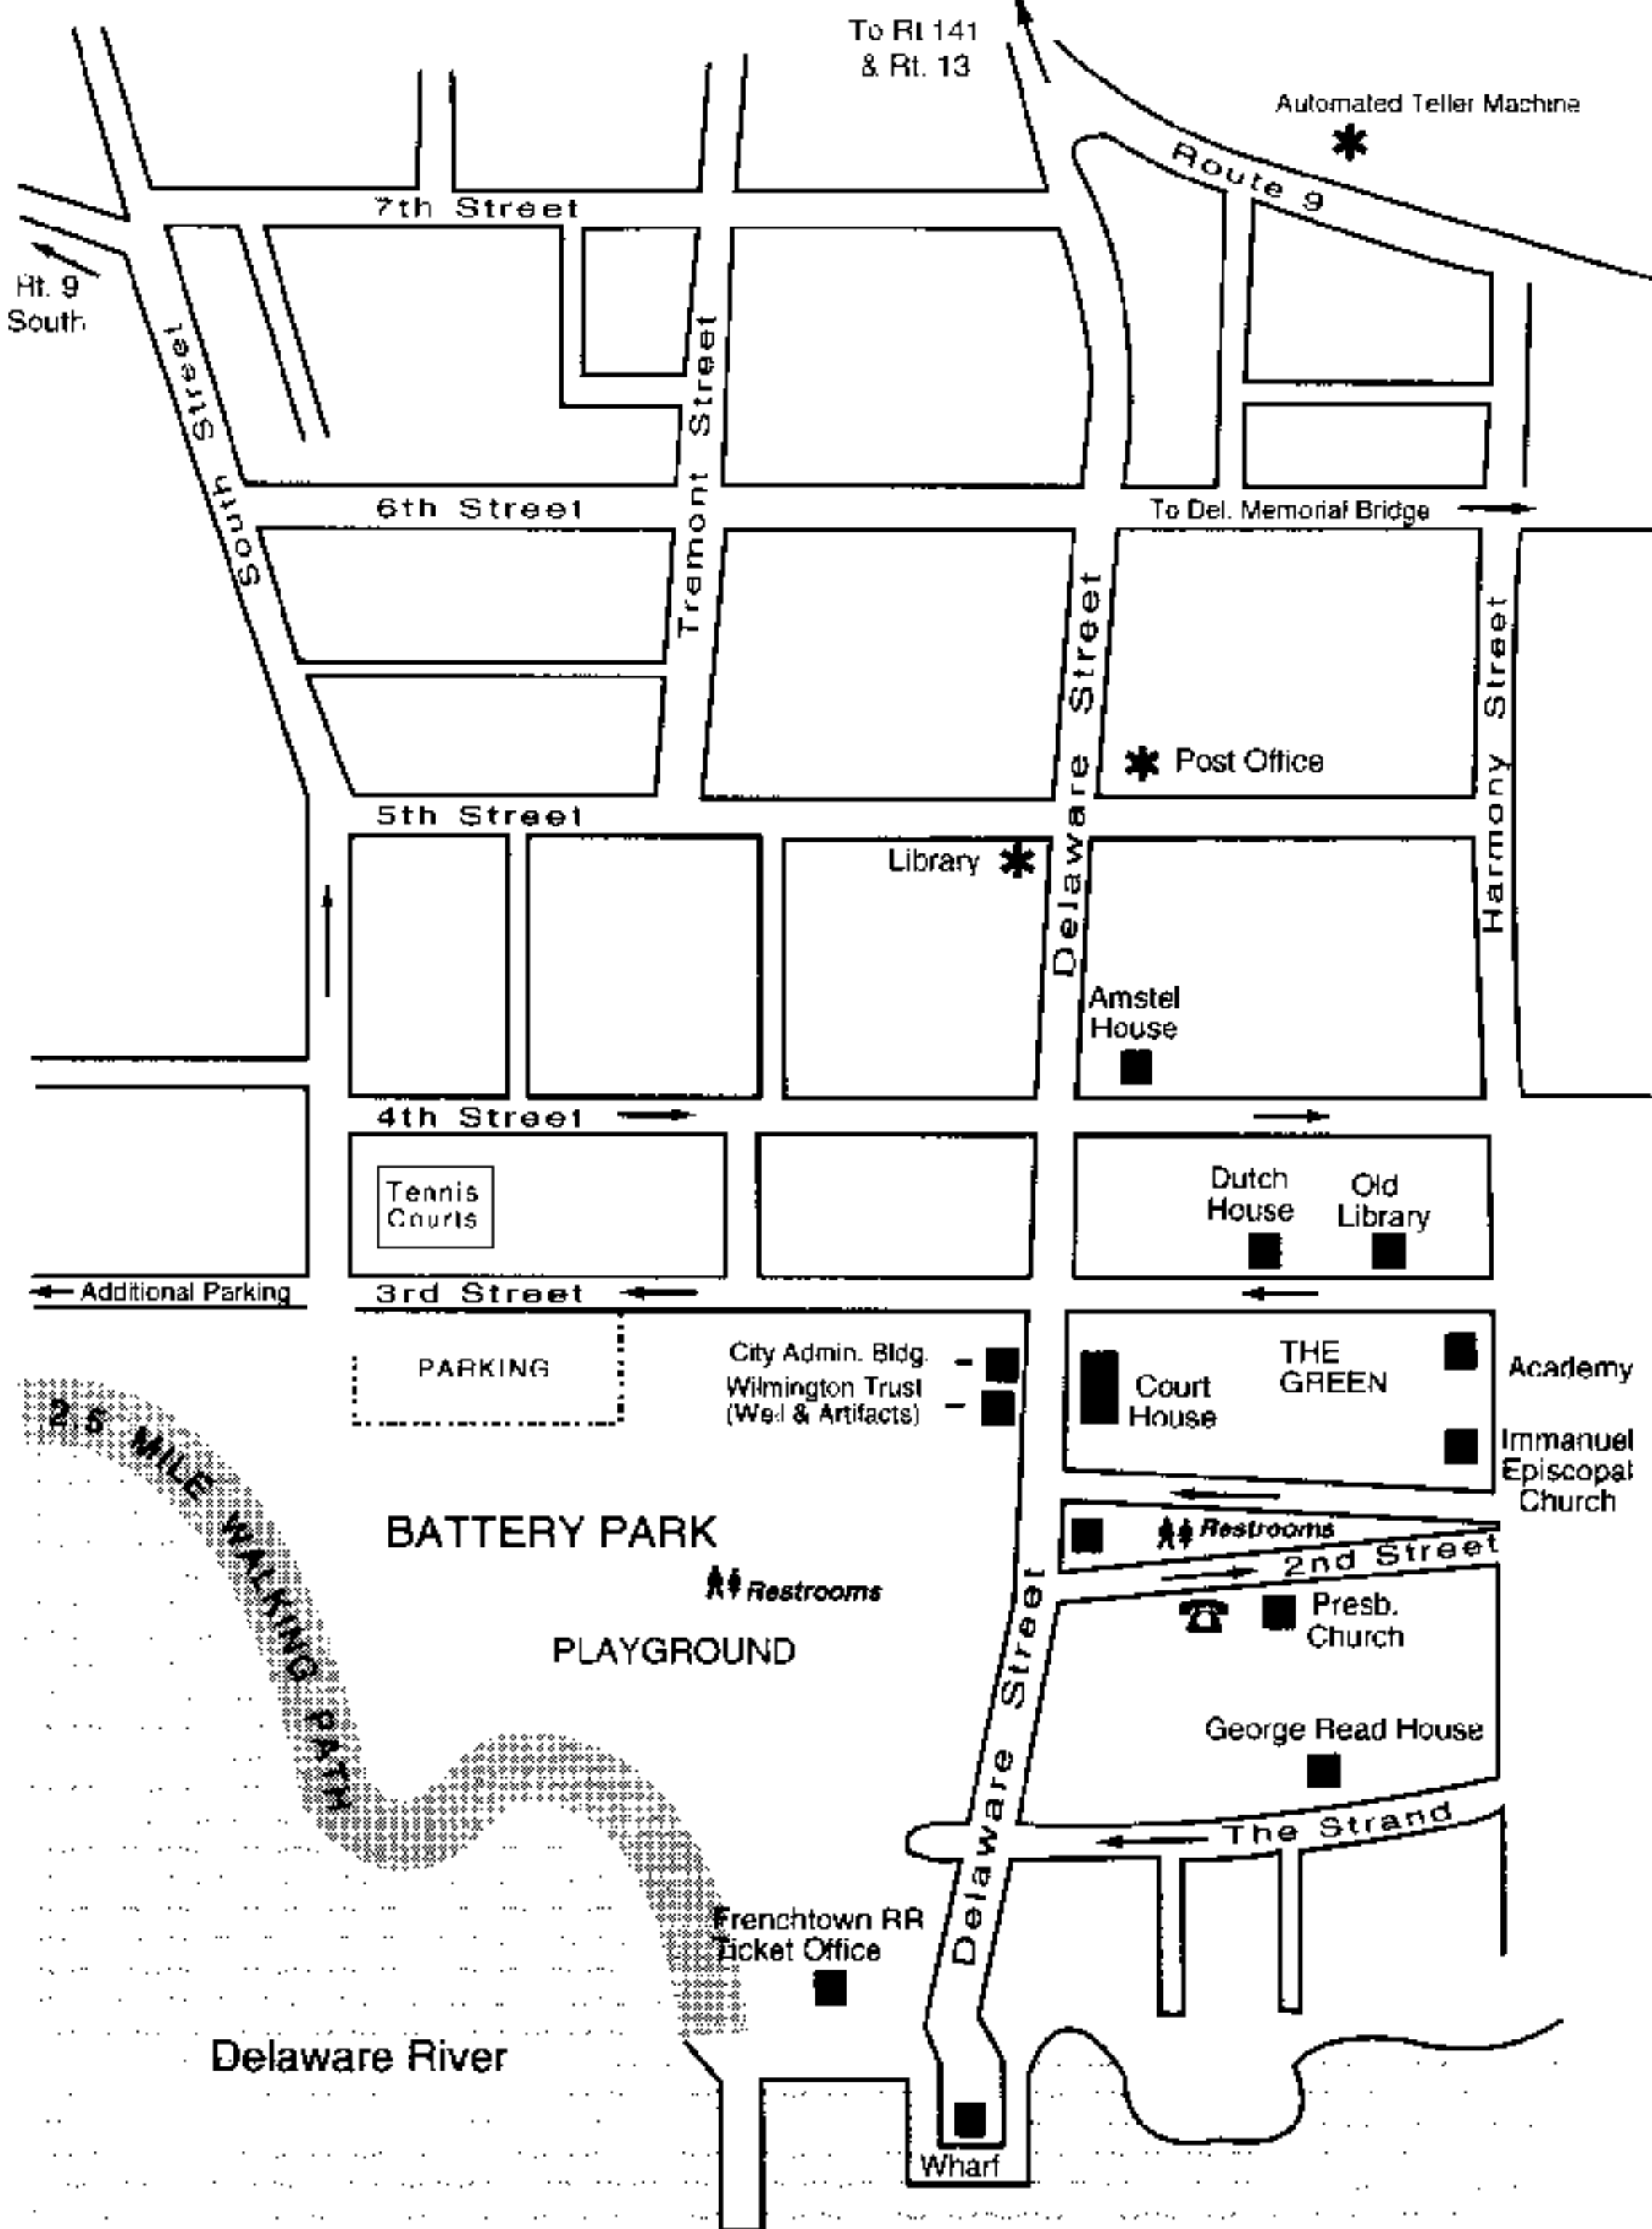 To Rt 141
& Rt. 13
Automated Teller Machine
Route 9
7th Street
Rt. 9
South
South Street
Tremont Street
6th Street
To Del. Memorial Bridge
Delaware Street
Harmony Street
Post Office
5th Street
Library
Amstel
House
4th Street
Tennis
Courts
Dutch
House
Old
Library
Additional Parking
3rd Street
PARKING
City Admin. Bldg.
Wilmington Trust
(Well & Artifacts)
Court
House
THE
GREEN
Academy
Immanuel
Episcopal
Church
2.5 MILE WALKING PATH
BATTERY PARK
Restrooms
Restrooms
2nd Street
PLAYGROUND
Presb.
Church
Delaware Street
George Read House
The Strand
Delaware Street
Frenchtown RR
Ticket Office
Delaware River
Wharf